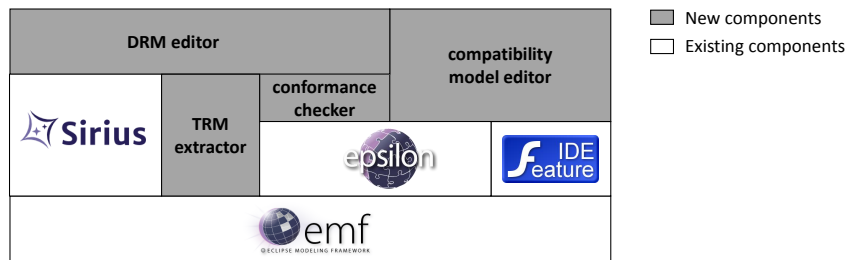 DRM editor
compatibility
model editor
New components
Existing components
Sirius
TRM
extractor
conformance
checker
epsilon
IDE
Feature
emf
ECLIPSE MODELING FRAMEWORK